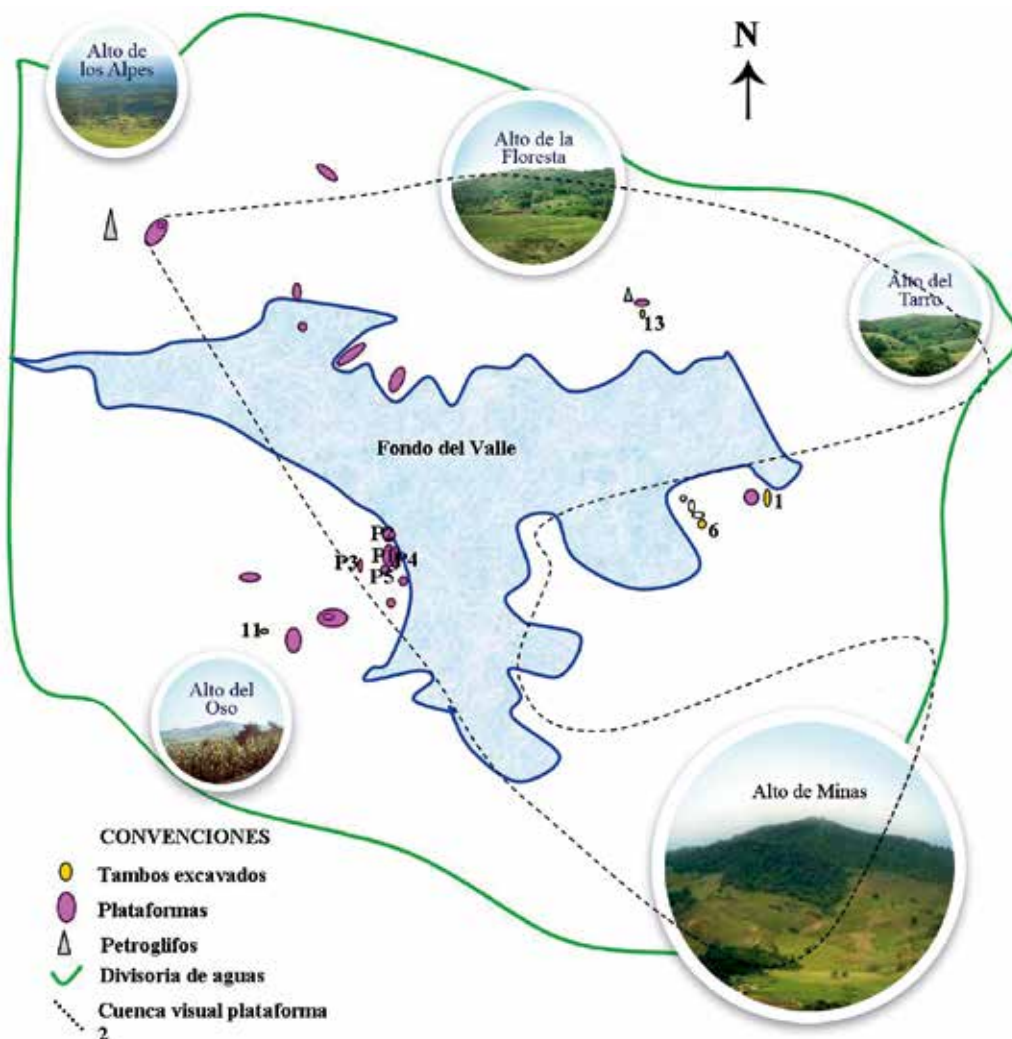 Alto de
los Alpes
N
Alto de la
Floresta
Alto del
Tarro
13
Fondo del Valle
1
6
P3
P4
P5
11
Alto del
Oso
Alto de Minas
CONVENCIONES
Tambos excavados
Plataformas
Petroglifos
Divisoria de aguas
Cuenca visual plataforma
2